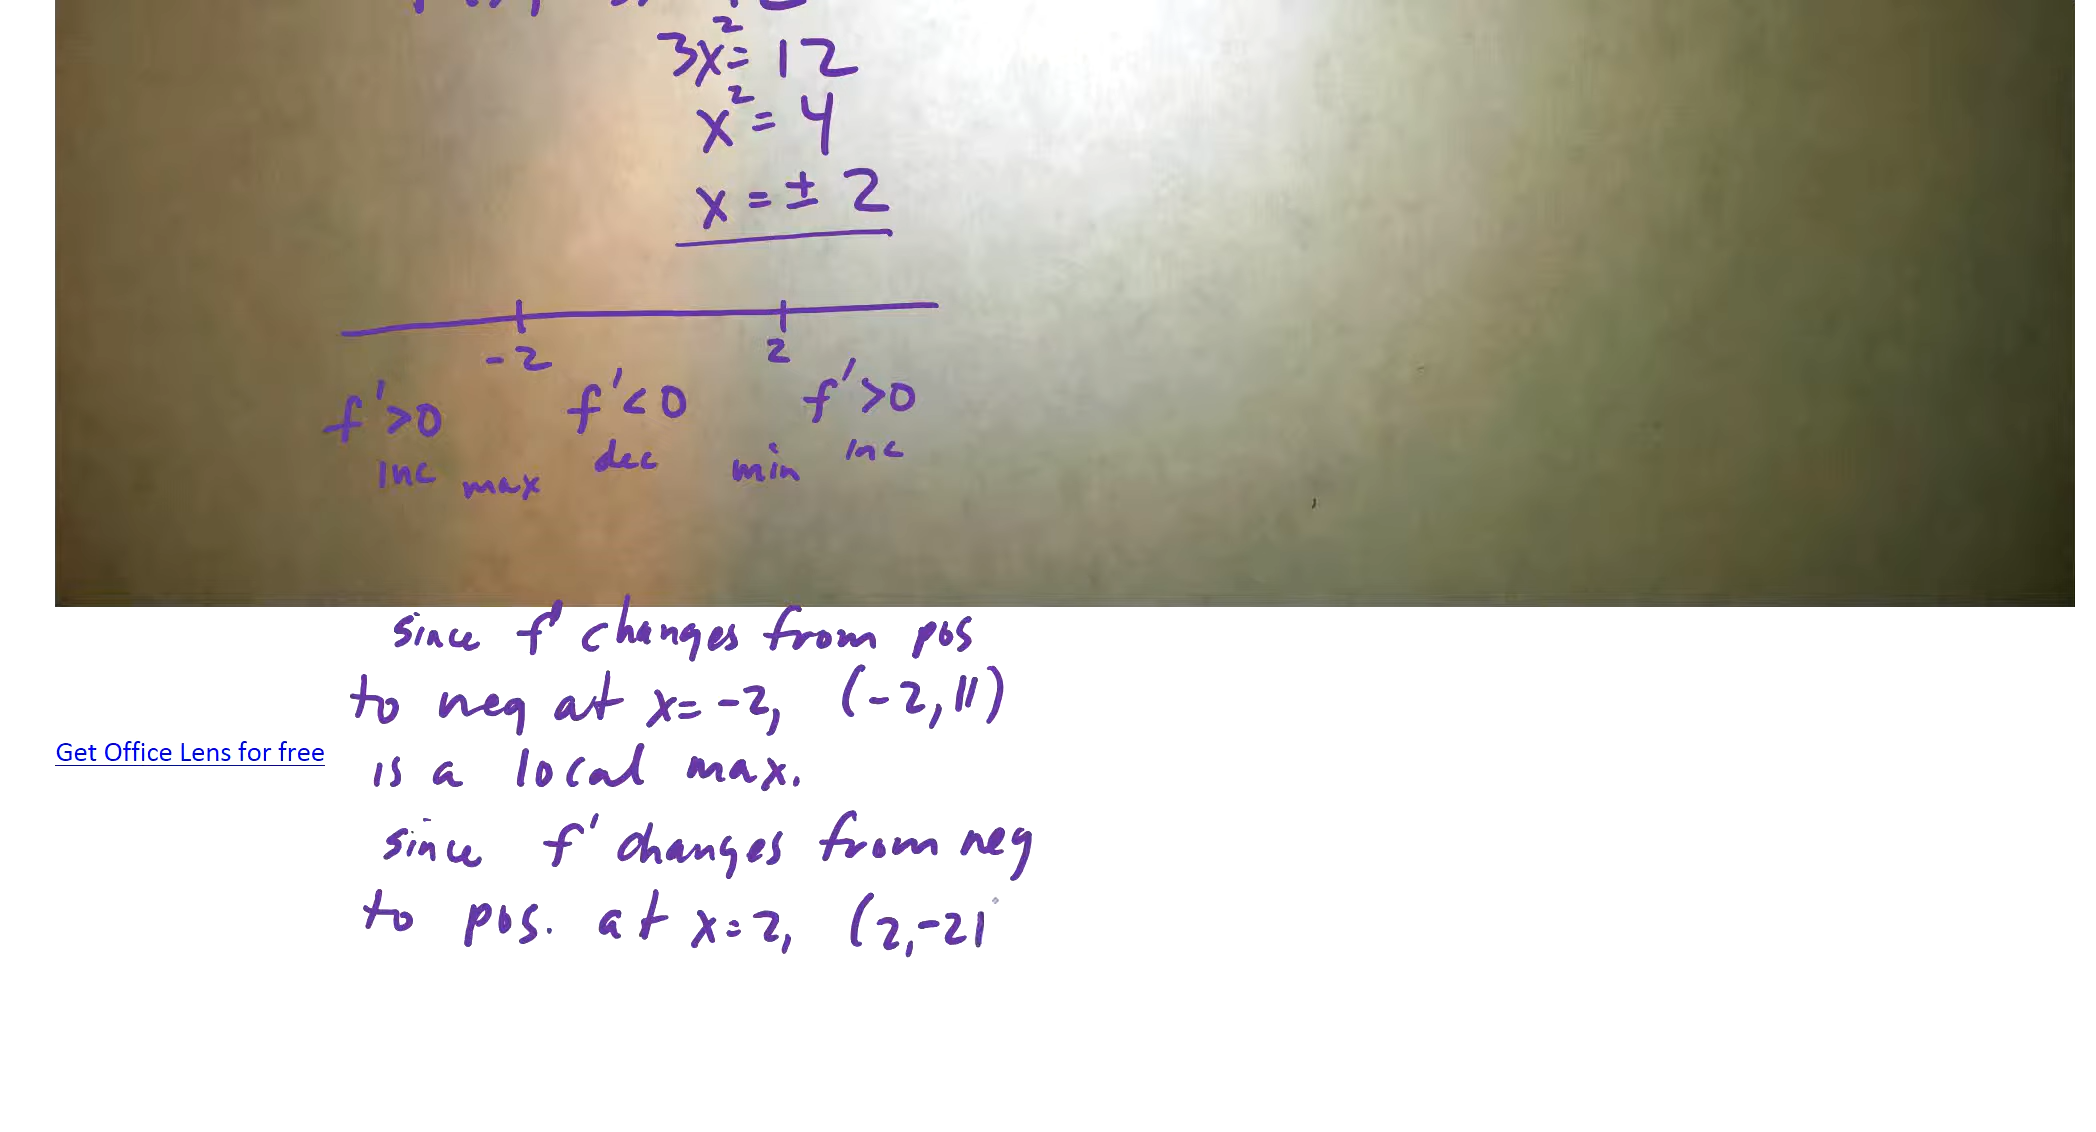 3x²= 12
x² = 4
x = ± 2
-2 2
f'>0 f'<0 f'>0
inc max dec min inc
since f' changes from pos
to neq at x= -2, (-2, 11)
Get Office Lens for free
is a local max.
since f' changes from neg
to pos. at x=2, (2,-21